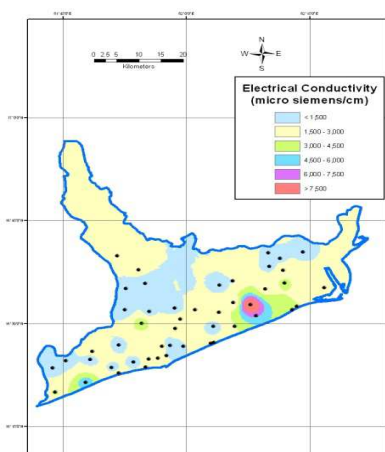 N
W E
S
0 2.5 5 10 15 20
Kilometers
Electrical Conductivity
(micro siemens/cm)
<1,500
1,500 - 3,000
3,000 - 4,500
4,500 - 6,000
6,000 - 7,500
>7,500